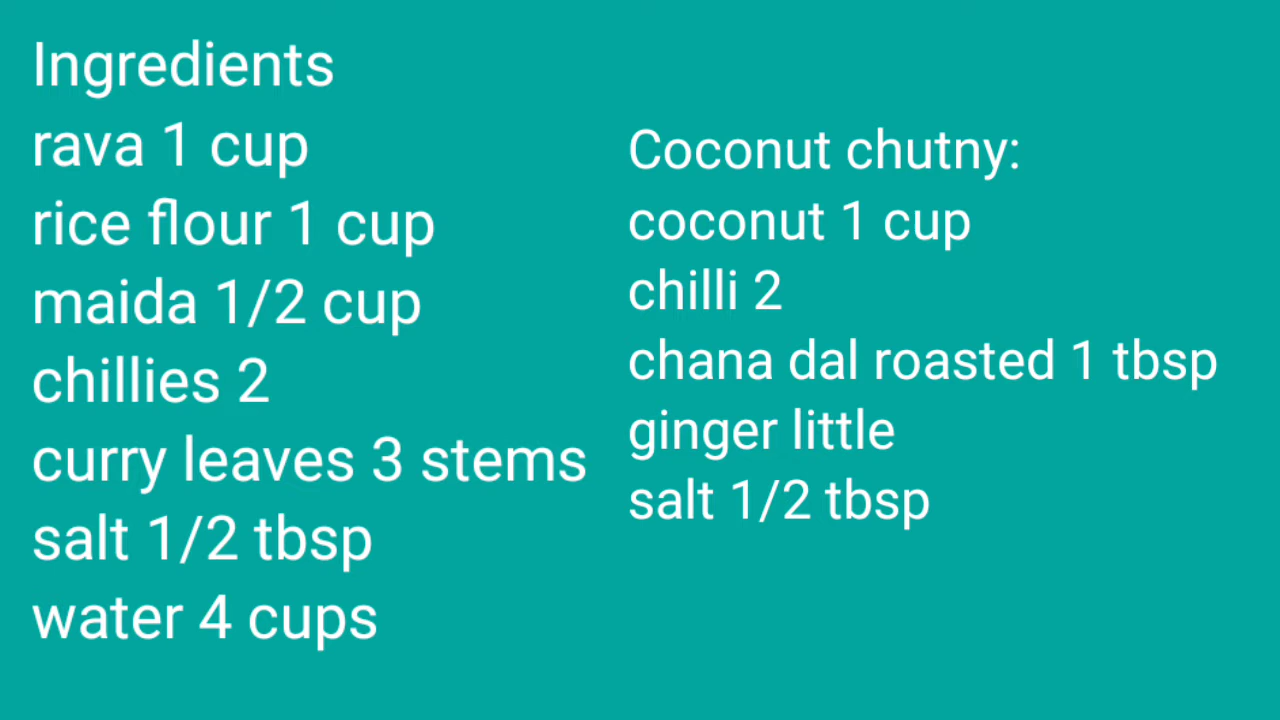 Ingredients
rava 1 cup
rice flour 1 cup
maida 1/2 cup
chillies 2
curry leaves 3 stems
salt 1/2 tbsp
water 4 cups
Coconut chutny:
coconut 1 cup
chilli 2
chana dal roasted 1 tbsp
ginger little
salt 1/2 tbsp